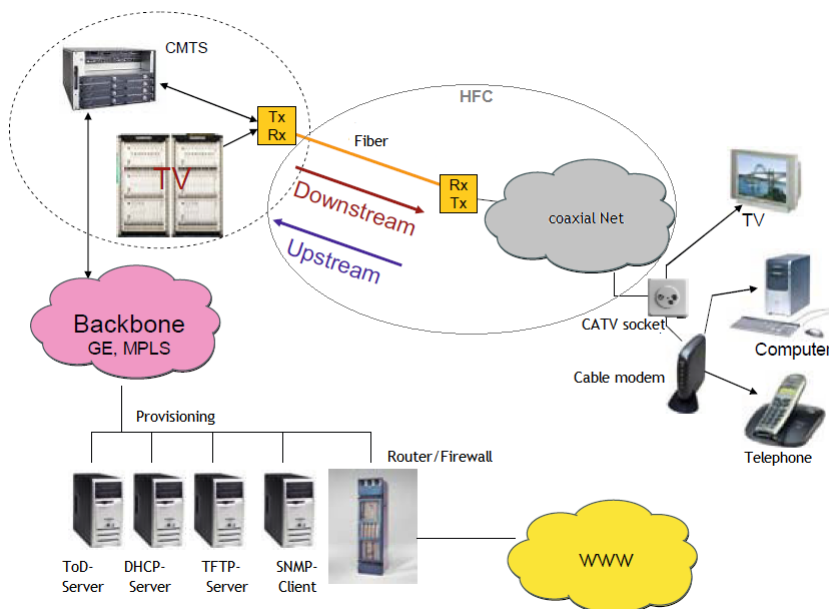 CMTS
HFC
Tx
Rx
Fiber
TV
Rx
Tx
Downstream
Upstream
coaxial Net
TV
CATV socket
Computer
Cable modem
Telephone
Backbone
GE, MPLS
Provisioning
Router/Firewall
ToD-
Server
DHCP-
Server
TFTP-
Server
SNMP-
Client
WWW